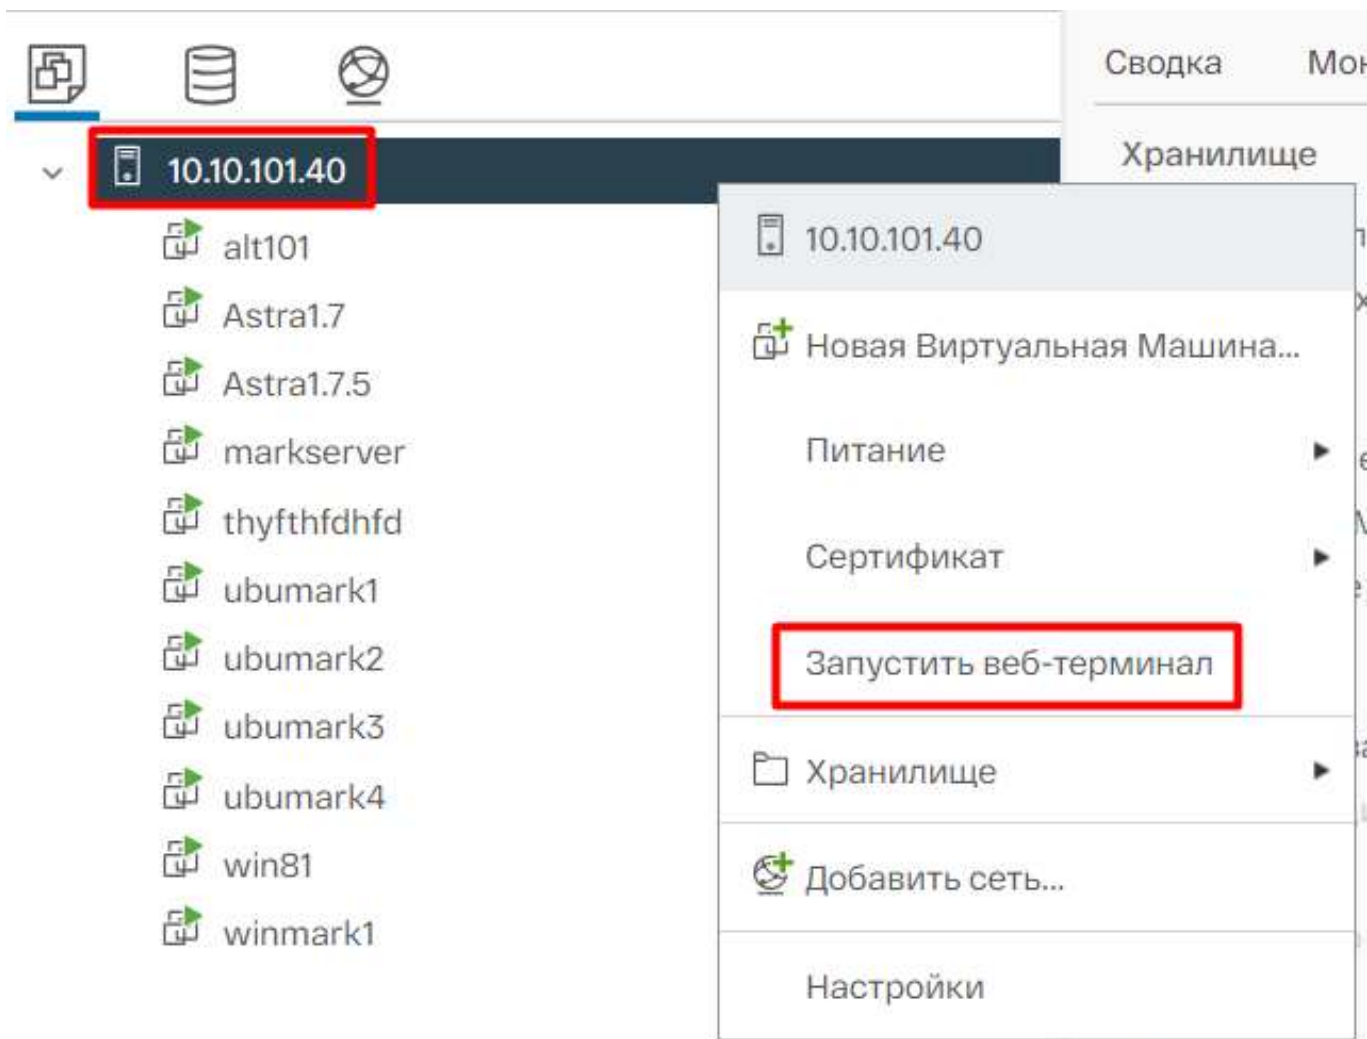 Сводка
Хранилище
10.10.101.40
alt101
Astra1.7
Astra1.7.5
markserver
thyfthfdhfd
ubumark1
ubumark2
ubumark3
ubumark4
win81
winmark1
10.10.101.40
Новая Виртуальная Машина...
Питание
Сертификат
Запустить веб-терминал
Хранилище
Добавить сеть...
Настройки